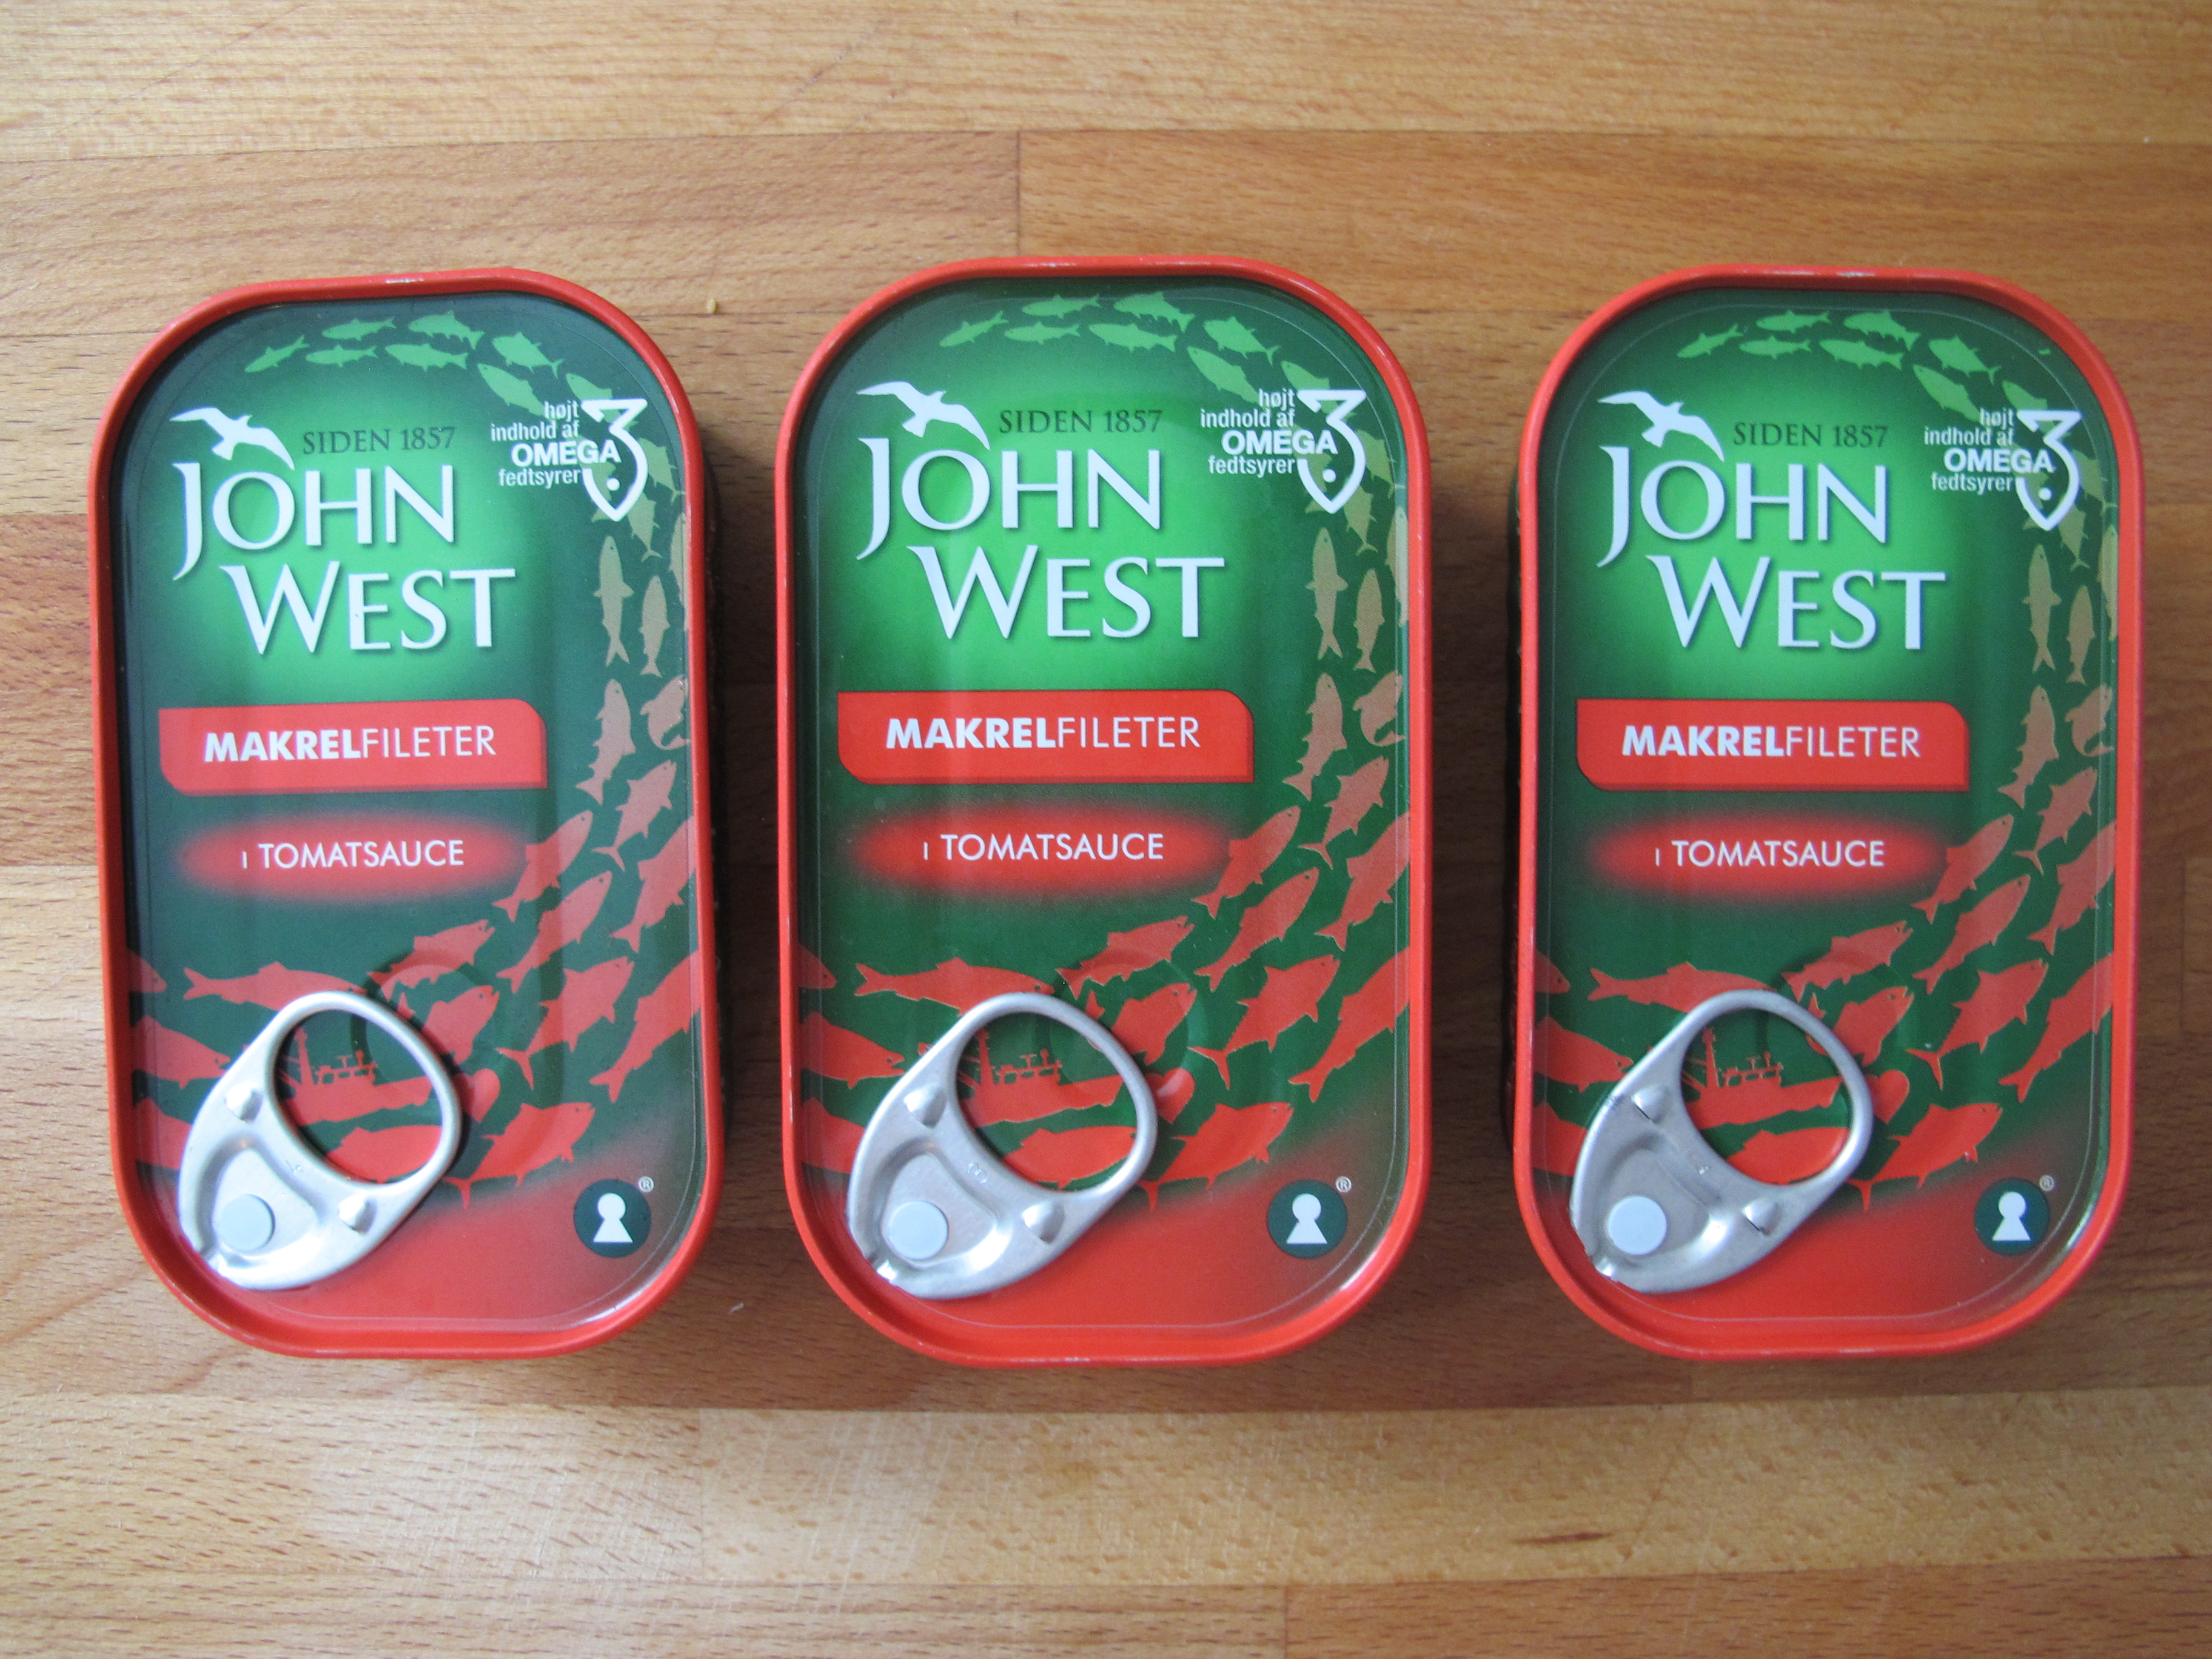 SIDEN 1857
JOHN
WEST
højt
indhold af
OMEGA 3
fedtsyrer
MAKRELFILETER
I TOMATSAUCE
®
SIDEN 1857
JOHN
WEST
højt
indhold af
OMEGA 3
fedtsyrer
MAKRELFILETER
I TOMATSAUCE
®
SIDEN 1857
JOHN
WEST
højt
indhold af
OMEGA 3
fedtsyrer
MAKRELFILETER
I TOMATSAUCE
®